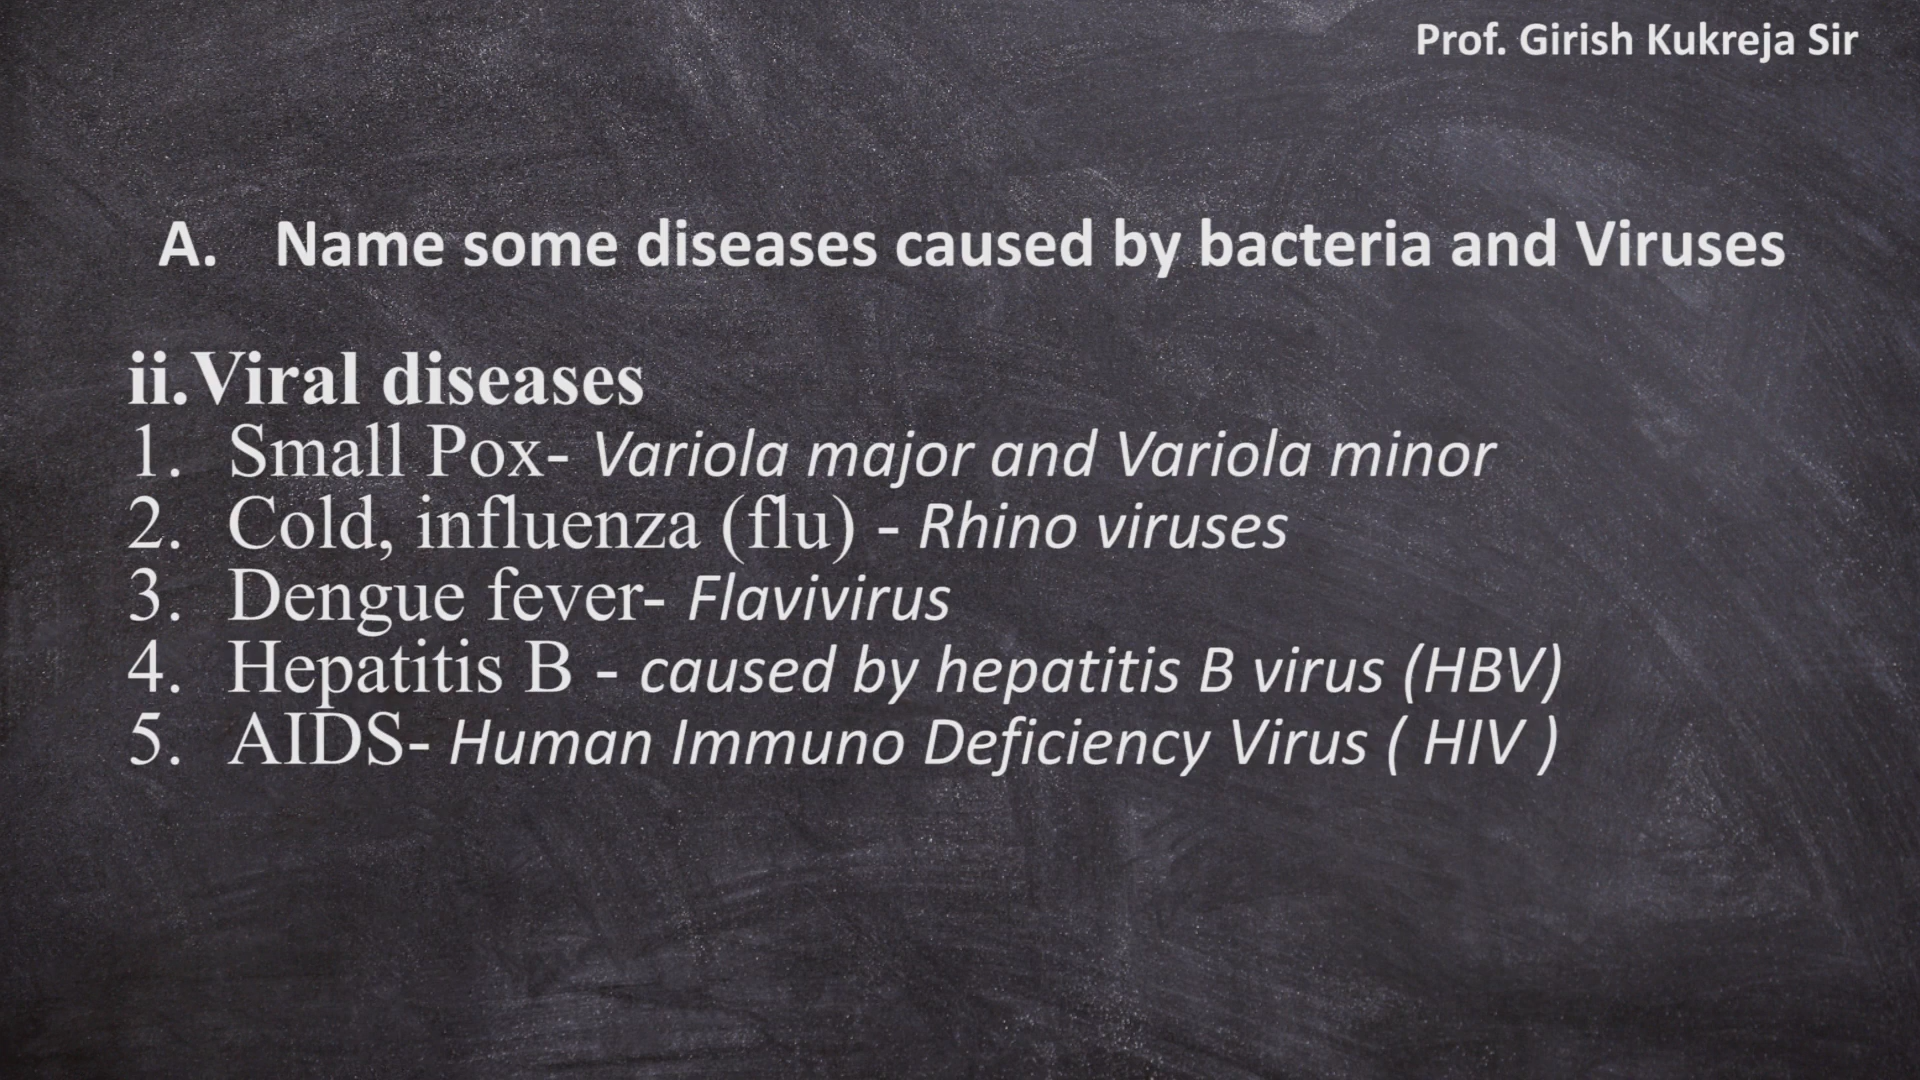 Prof. Girish Kukreja Sir
A. Name some diseases caused by bacteria and Viruses
ii.Viral diseases
1. Small Pox- Variola major and Variola minor
2. Cold, influenza (flu) - Rhino viruses
3. Dengue fever- Flavivirus
4. Hepatitis B - caused by hepatitis B virus (HBV)
5. AIDS- Human Immuno Deficiency Virus ( HIV )